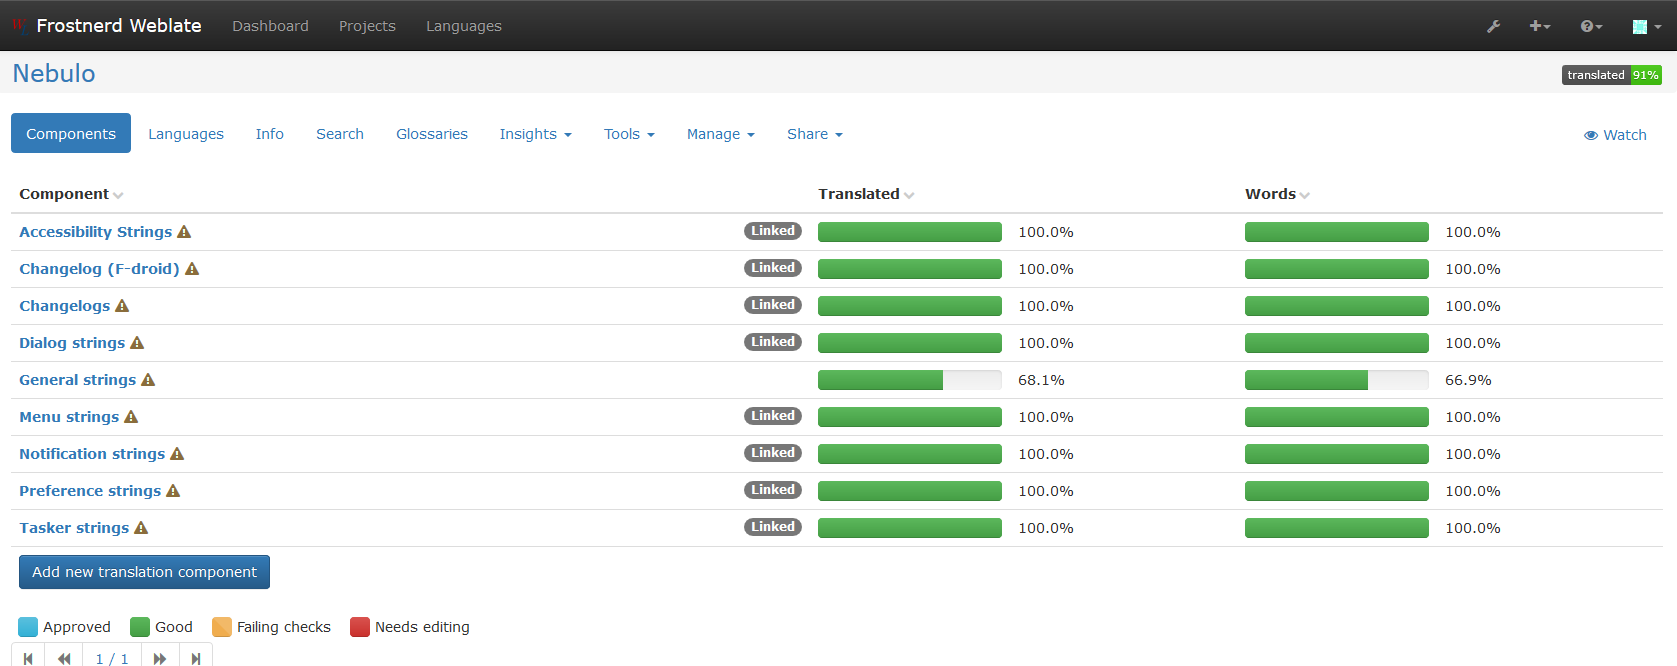 Frostnerd Weblate Dashboard Projects Languages
Nebulo translated 91%
Components Languages Info Search Glossaries Insights Tools Manage Share Watch
Component Translated Words
Accessibility Strings Linked 100.0% 100.0%
Changelog (F-droid) Linked 100.0% 100.0%
Changelogs Linked 100.0% 100.0%
Dialog strings Linked 100.0% 100.0%
General strings 68.1% 66.9%
Menu strings Linked 100.0% 100.0%
Notification strings Linked 100.0% 100.0%
Preference strings Linked 100.0% 100.0%
Tasker strings Linked 100.0% 100.0%
Add new translation component
Approved Good Failing checks Needs editing
1 / 1